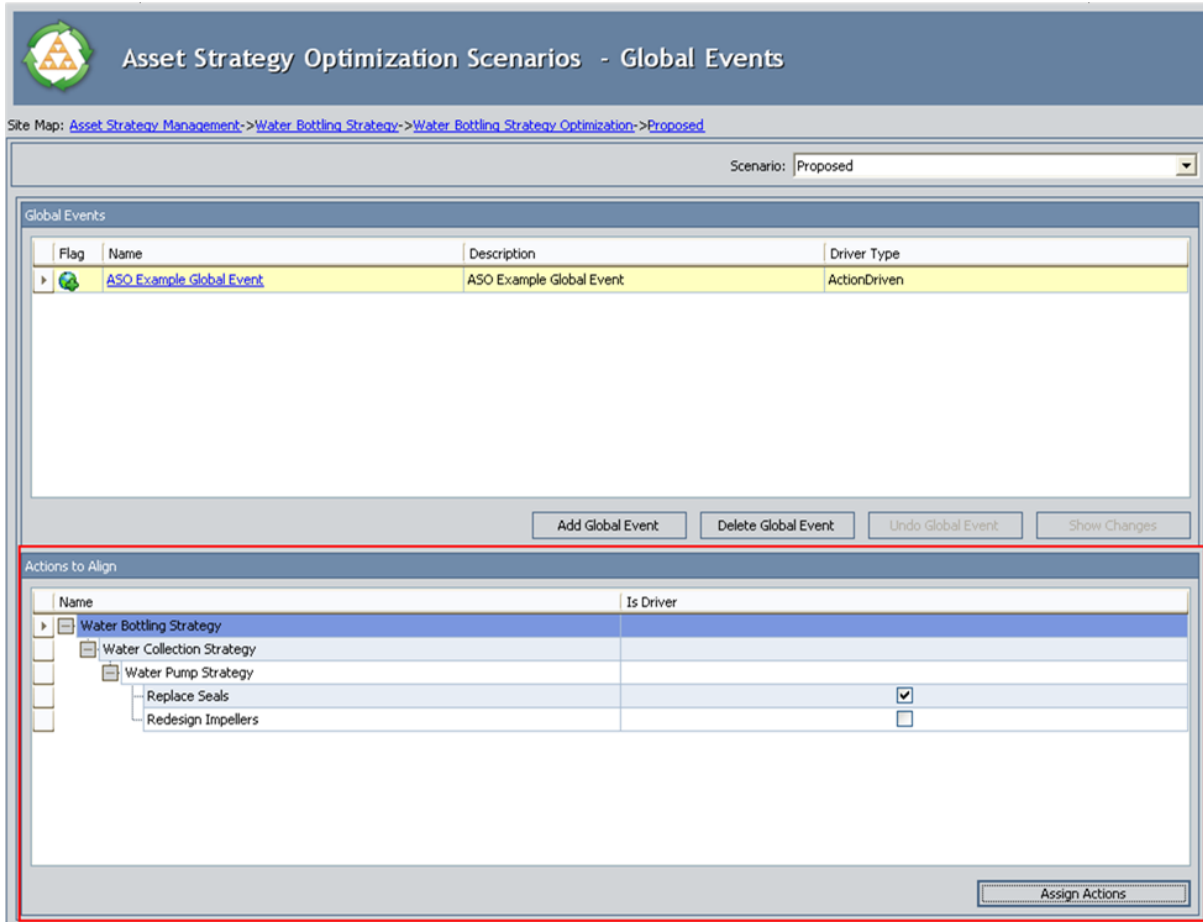 Asset Strategy Optimization Scenarios - Global Events
Site Map: Asset Strategy Management->Water Bottling Strategy->Water Bottling Strategy Optimization->Proposed
Scenario: Proposed
Global Events
Flag Name Description Driver Type
ASO Example Global Event ASO Example Global Event ActionDriven
Add Global Event Delete Global Event Undo Global Event Show Changes
Actions to Align
Name Is Driver
Water Bottling Strategy
Water Collection Strategy
Water Pump Strategy
Replace Seals
Redesign Impellers
Assign Actions